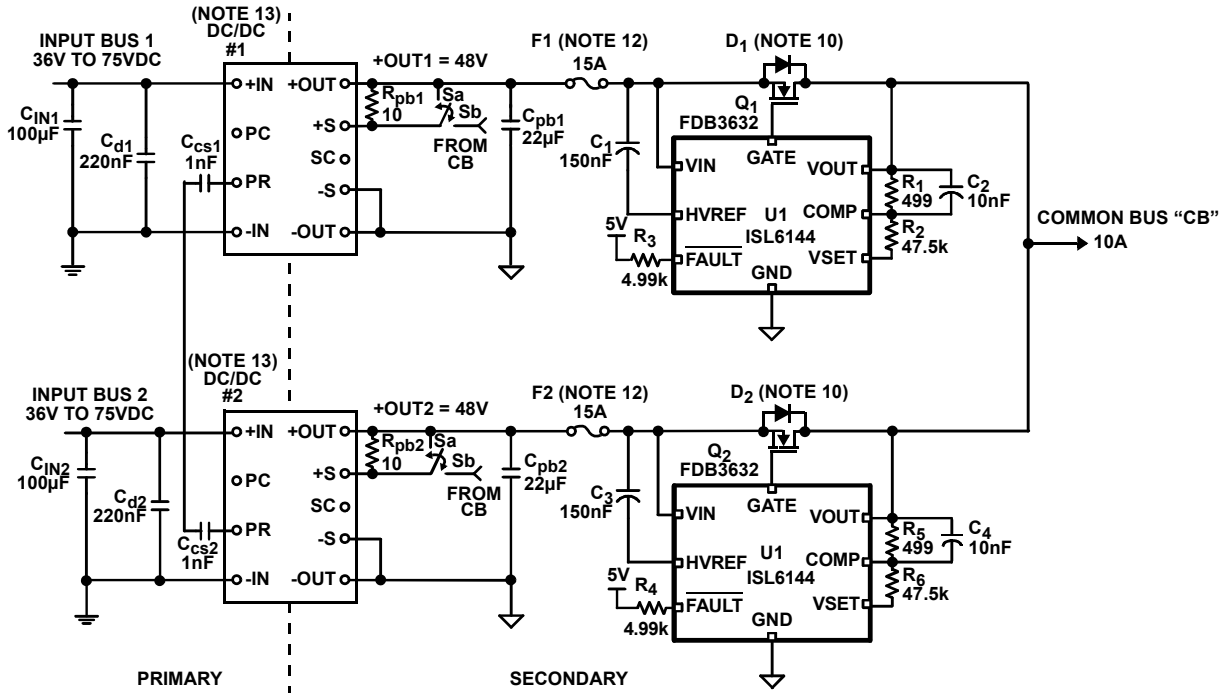 (NOTE 13)
DC/DC
#1
INPUT BUS 1
36V TO 75VDC
+OUT1 = 48V
F1 (NOTE 12)
15A
D1 (NOTE 10)
+IN
+OUT
Rpb1
10
Sa
Sb
+S
FROM
CB
Cpb1
22µF
CIN1
100µF
Cd1
220nF
Ccs1
1nF
PC
SC
PR
-S
-IN
-OUT
C1
150nF
Q1
FDB3632
GATE
VIN
VOUT
HVREF
U1
ISL6144
COMP
R1
499
C2
10nF
R2
47.5k
5V
R3
4.99k
FAULT
VSET
GND
COMMON BUS “CB”
10A
(NOTE 13)
DC/DC
#2
INPUT BUS 2
36V TO 75VDC
+OUT2 = 48V
F2 (NOTE 12)
15A
D2 (NOTE 10)
+IN
+OUT
Rpb2
10
Sa
Sb
+S
FROM
CB
Cpb2
22µF
CIN2
100µF
Cd2
220nF
Ccs2
1nF
PC
SC
PR
-S
-IN
-OUT
C3
150nF
Q2
FDB3632
GATE
VIN
VOUT
HVREF
U1
ISL6144
COMP
R5
499
C4
10nF
R6
47.5k
5V
R4
4.99k
FAULT
VSET
GND
PRIMARY
SECONDARY